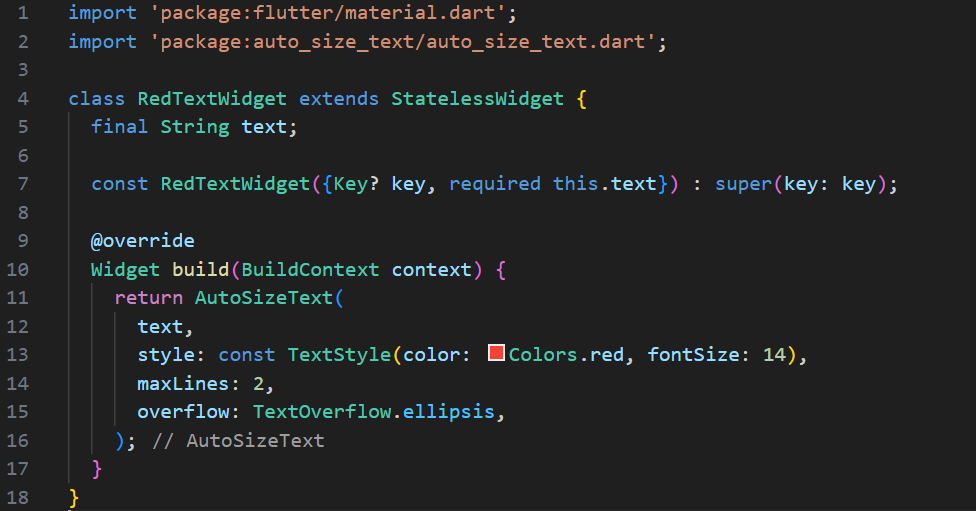 1 import 'package:flutter/material.dart';
2 import 'package:auto_size_text/auto_size_text.dart';
3
4 class RedTextWidget extends StatelessWidget {
5   final String text;
6
7   const RedTextWidget({Key? key, required this.text}) : super(key: key);
8
9   @override
10   Widget build(BuildContext context) {
11     return AutoSizeText(
12       text,
13       style: const TextStyle(color: Colors.red, fontSize: 14),
14       maxLines: 2,
15       overflow: TextOverflow.ellipsis,
16     ); // AutoSizeText
17   }
18 }